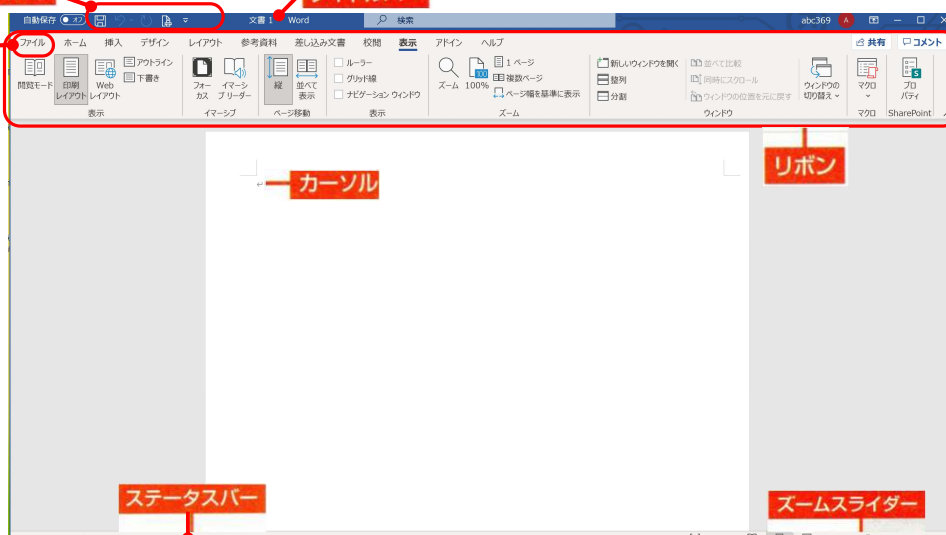 自動保存 オフ 文書 1 - Word 検索 abc369 A
ファイル ホーム 挿入 デザイン レイアウト 参考資料 差し込み文書 校閲 表示 アドイン ヘルプ 共有 コメント
閲覧モード 印刷レイアウト Webレイアウト アウトライン 下書き
表示
フォーカス イマーシブ リーダー
イマーシブ
縦 並べて表示
ページ移動
ルーラー
グリッド線
ナビゲーション ウィンドウ
表示
ズーム 100% 1 ページ
複数ページ
ページ幅を基準に表示
ズーム
新しいウィンドウを開く
整列
分割
並べて比較
同時にスクロール
ウィンドウの位置を元に戻す
ウィンドウの切り替え
ウィンドウ
マクロ
マクロ
プロパティ
SharePoint
リボン
カーソル
ステータスバー
ズームスライダー